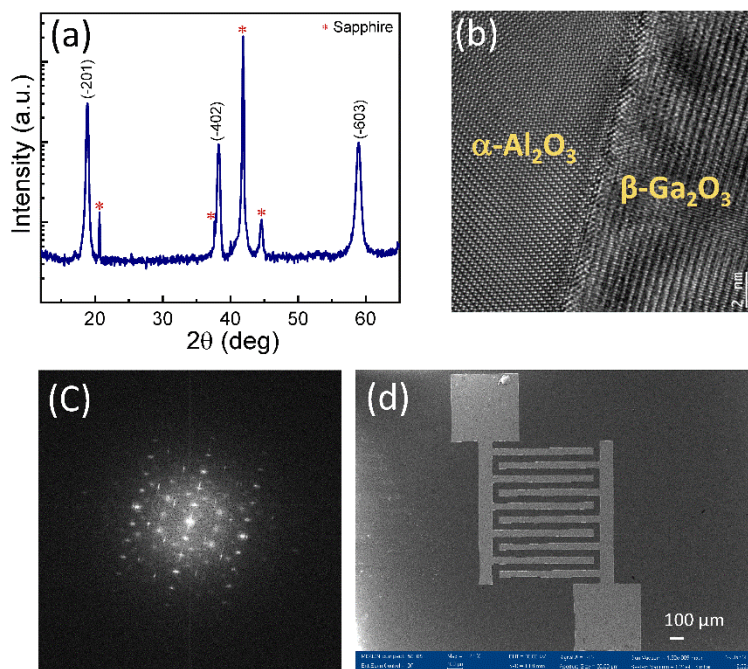 (a)
* Sapphire
(-201)
(-402)
(-603)
*
*
*
*
Intensity (a.u.)
20
30
40
50
60
2θ (deg)
(b)
α-Al₂O₃
β-Ga₂O₃
2 nm
(C)
(d)
100 μm